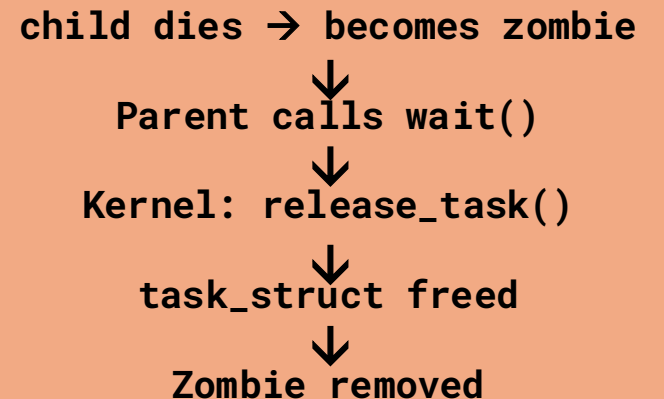 child dies → becomes zombie
↓
Parent calls wait()
↓
Kernel: release_task()
↓
task_struct freed
↓
Zombie removed